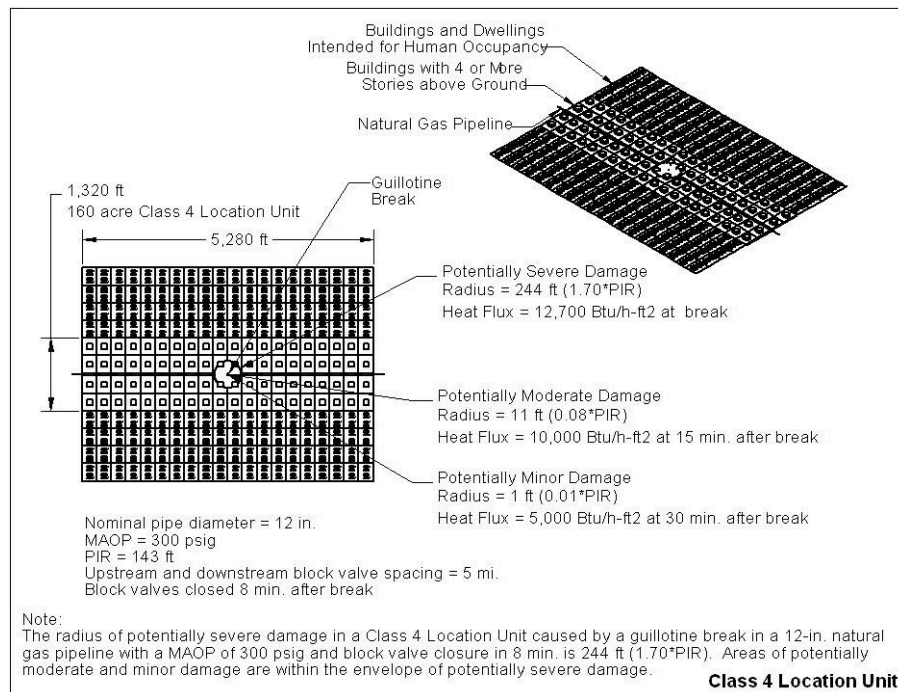 Buildings and Dwellings
Intended for Human Occupancy
Buildings with 4 or More
Stories above Ground
Natural Gas Pipeline
Guillotine
Break
1,320 ft
160 acre Class 4 Location Unit
5,280 ft
Potentially Severe Damage
Radius = 244 ft (1.70*PIR)
Heat Flux = 12,700 Btu/h-ft2 at break
Potentially Moderate Damage
Radius = 11 ft (0.08*PIR)
Heat Flux = 10,000 Btu/h-ft2 at 15 min. after break
Potentially Minor Damage
Radius = 1 ft (0.01*PIR)
Heat Flux = 5,000 Btu/h-ft2 at 30 min. after break
Nominal pipe diameter = 12 in.
MAOP = 300 psig
PIR = 143 ft
Upstream and downstream block valve spacing = 5 mi.
Block valves closed 8 min. after break
Note:
The radius of potentially severe damage in a Class 4 Location Unit caused by a guillotine break in a 12-in. natural
gas pipeline with a MAOP of 300 psig and block valve closure in 8 min. is 244 ft (1.70*PIR). Areas of potentially
moderate and minor damage are within the envelope of potentially severe damage.
Class 4 Location Unit